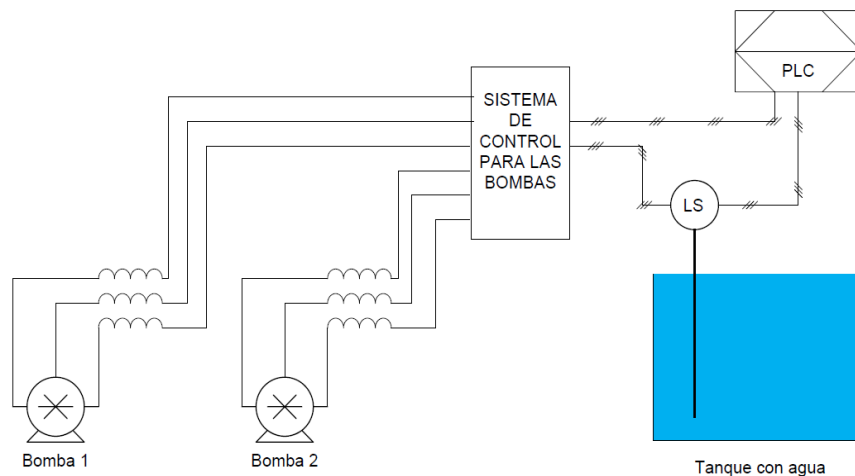 PLC
SISTEMA
DE
CONTROL
PARA LAS
BOMBAS
LS
Bomba 1
Bomba 2
Tanque con agua